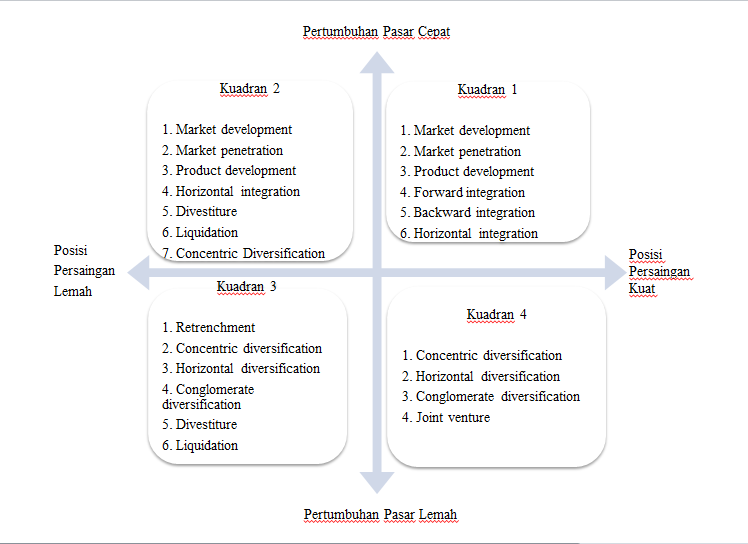 Pertumbuhan Pasar Cepat
Kuadran 2
1. Market development
2. Market penetration
3. Product development
4. Horizontal integration
5. Divestiture
6. Liquidation
7. Concentric Diversification
Kuadran 1
1. Market development
2. Market penetration
3. Product development
4. Forward integration
5. Backward integration
6. Horizontal integration
Posisi
Persaingan
Lemah
Posisi
Persaingan
Kuat
Kuadran 3
1. Retrenchment
2. Concentric diversification
3. Horizontal diversification
4. Conglomerate
diversification
5. Divestiture
6. Liquidation
Kuadran 4
1. Concentric diversification
2. Horizontal diversification
3. Conglomerate diversification
4. Joint venture
Pertumbuhan Pasar Lemah